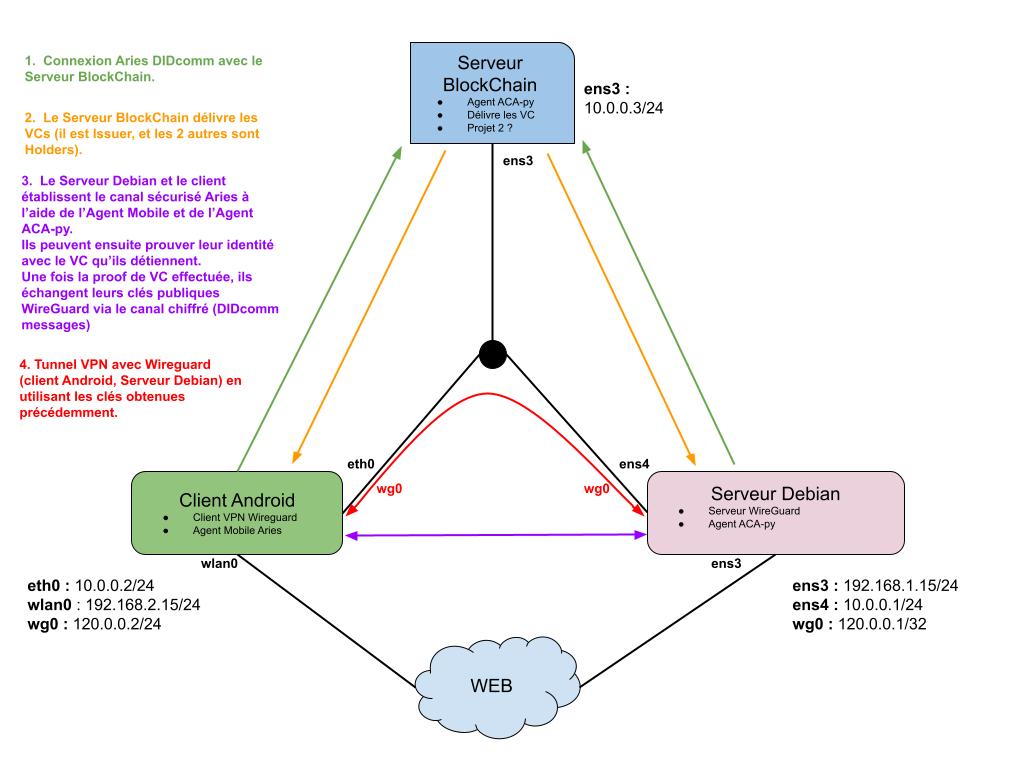 1. Connexion Aries DIDcomm avec le
Serveur BlockChain.
2. Le Serveur BlockChain délivre les
VCs (il est Issuer, et les 2 autres sont
Holders).
3. Le Serveur Debian et le client
établissent le canal sécurisé Aries à
l'aide de l'Agent Mobile et de l'Agent
ACA-py.
Ils peuvent ensuite prouver leur identité
avec le VC qu'ils détiennent.
Une fois la proof de VC effectuée, ils
échangent leurs clés publiques
WireGuard via le canal chiffré (DIDcomm
messages)
4. Tunnel VPN avec Wireguard
(client Android, Serveur Debian) en
utilisant les clés obtenues
précédemment.
Serveur
BlockChain
● Agent ACA-py
● Délivre les VC
● Projet 2 ?
ens3 :
10.0.0.3/24
ens3
eth0
ens4
wg0
wg0
Client Android
● Client VPN Wireguard
● Agent Mobile Aries
Serveur Debian
● Serveur WireGuard
● Agent ACA-py
wlan0
ens3
eth0 : 10.0.0.2/24
wlan0 : 192.168.2.15/24
wg0 : 120.0.0.2/24
ens3 : 192.168.1.15/24
ens4 : 10.0.0.1/24
wg0 : 120.0.0.1/32
WEB